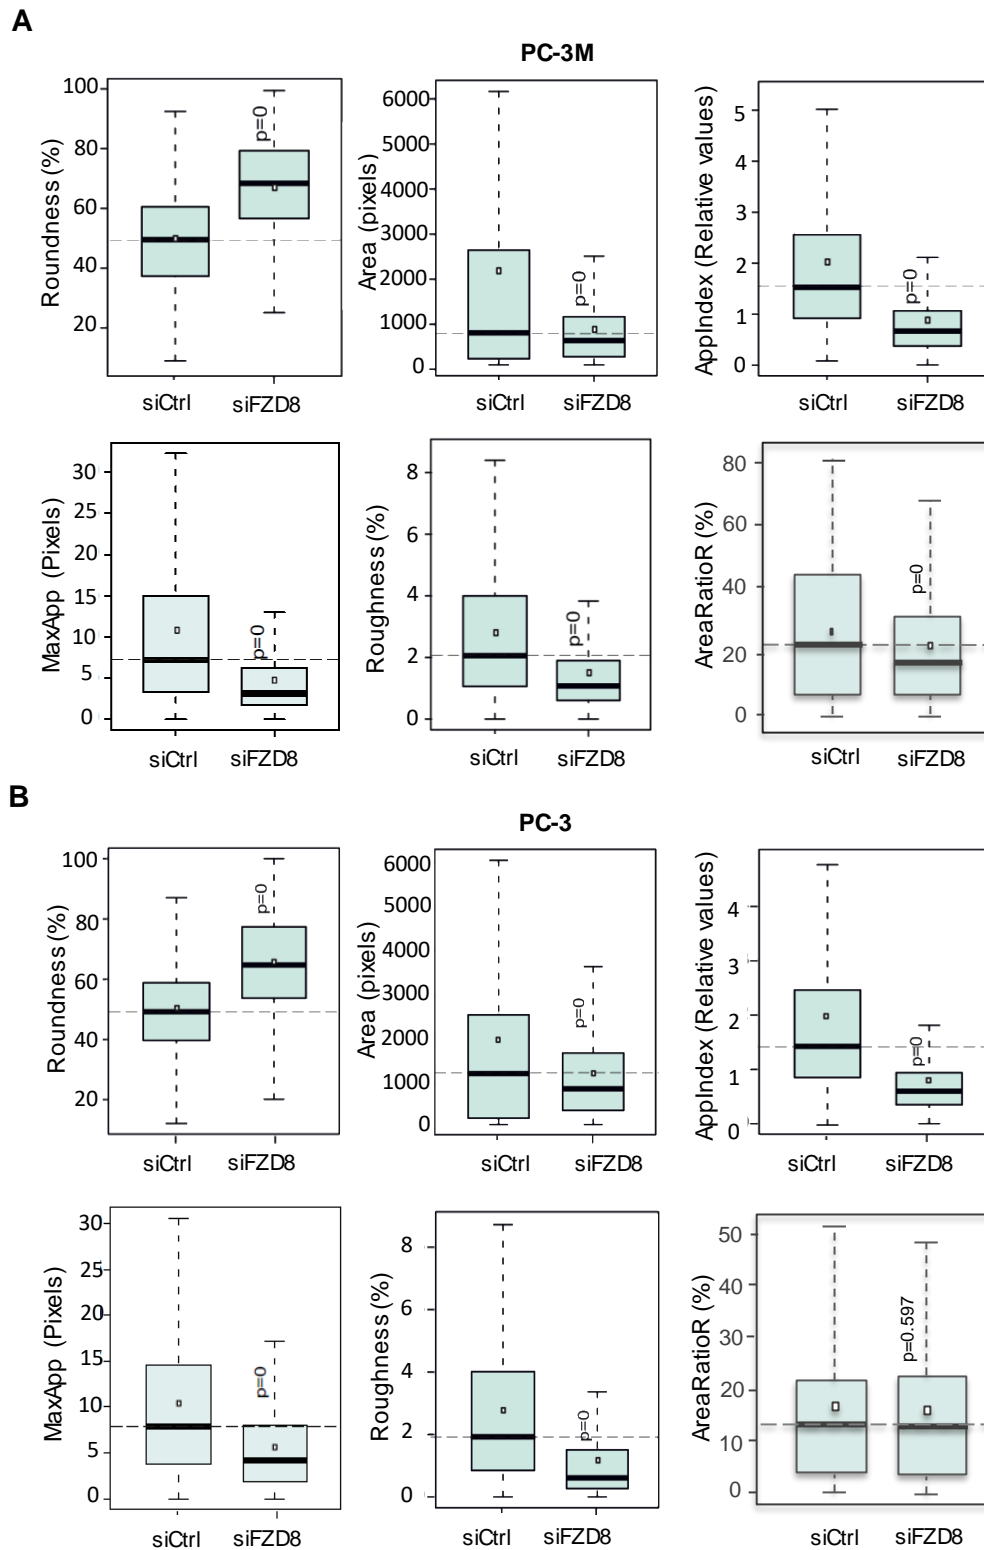 A
PC-3M
Roundness (%)
100
80
60
40
20
p=0
siCtrl
siFZD8
Area (pixels)
6000
5000
4000
3000
2000
1000
0
p=0
siCtrl
siFZD8
AppIndex (Relative values)
5
4
3
2
1
0
p=0
siCtrl
siFZD8
MaxApp (Pixels)
30
25
20
15
10
5
0
p=0
siCtrl
siFZD8
Roughness (%)
8
6
4
2
0
p=0
siCtrl
siFZD8
AreaRatioR (%)
80
60
40
20
0
p=0
siCtrl
siFZD8
B
PC-3
Roundness (%)
100
80
60
40
20
p=0
siCtrl
siFZD8
Area (pixels)
6000
5000
4000
3000
2000
1000
0
p=0
siCtrl
siFZD8
AppIndex (Relative values)
4
3
2
1
0
p=0
siCtrl
siFZD8
MaxApp (Pixels)
30
25
20
15
10
5
0
p=0
siCtrl
siFZD8
Roughness (%)
8
6
4
2
0
p=0
siCtrl
siFZD8
AreaRatioR (%)
50
40
30
20
10
0
p=0.597
siCtrl
siFZD8